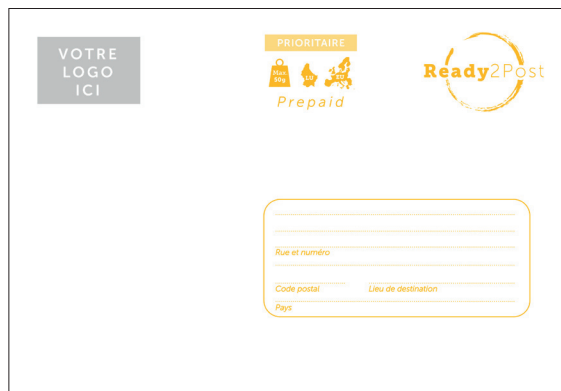 VOTRE
LOGO
ICI
PRIORITAIRE
Max
50g
LU
EU
Prepaid
Ready2Post
Rue et numéro
Code postal Lieu de destination
Pays